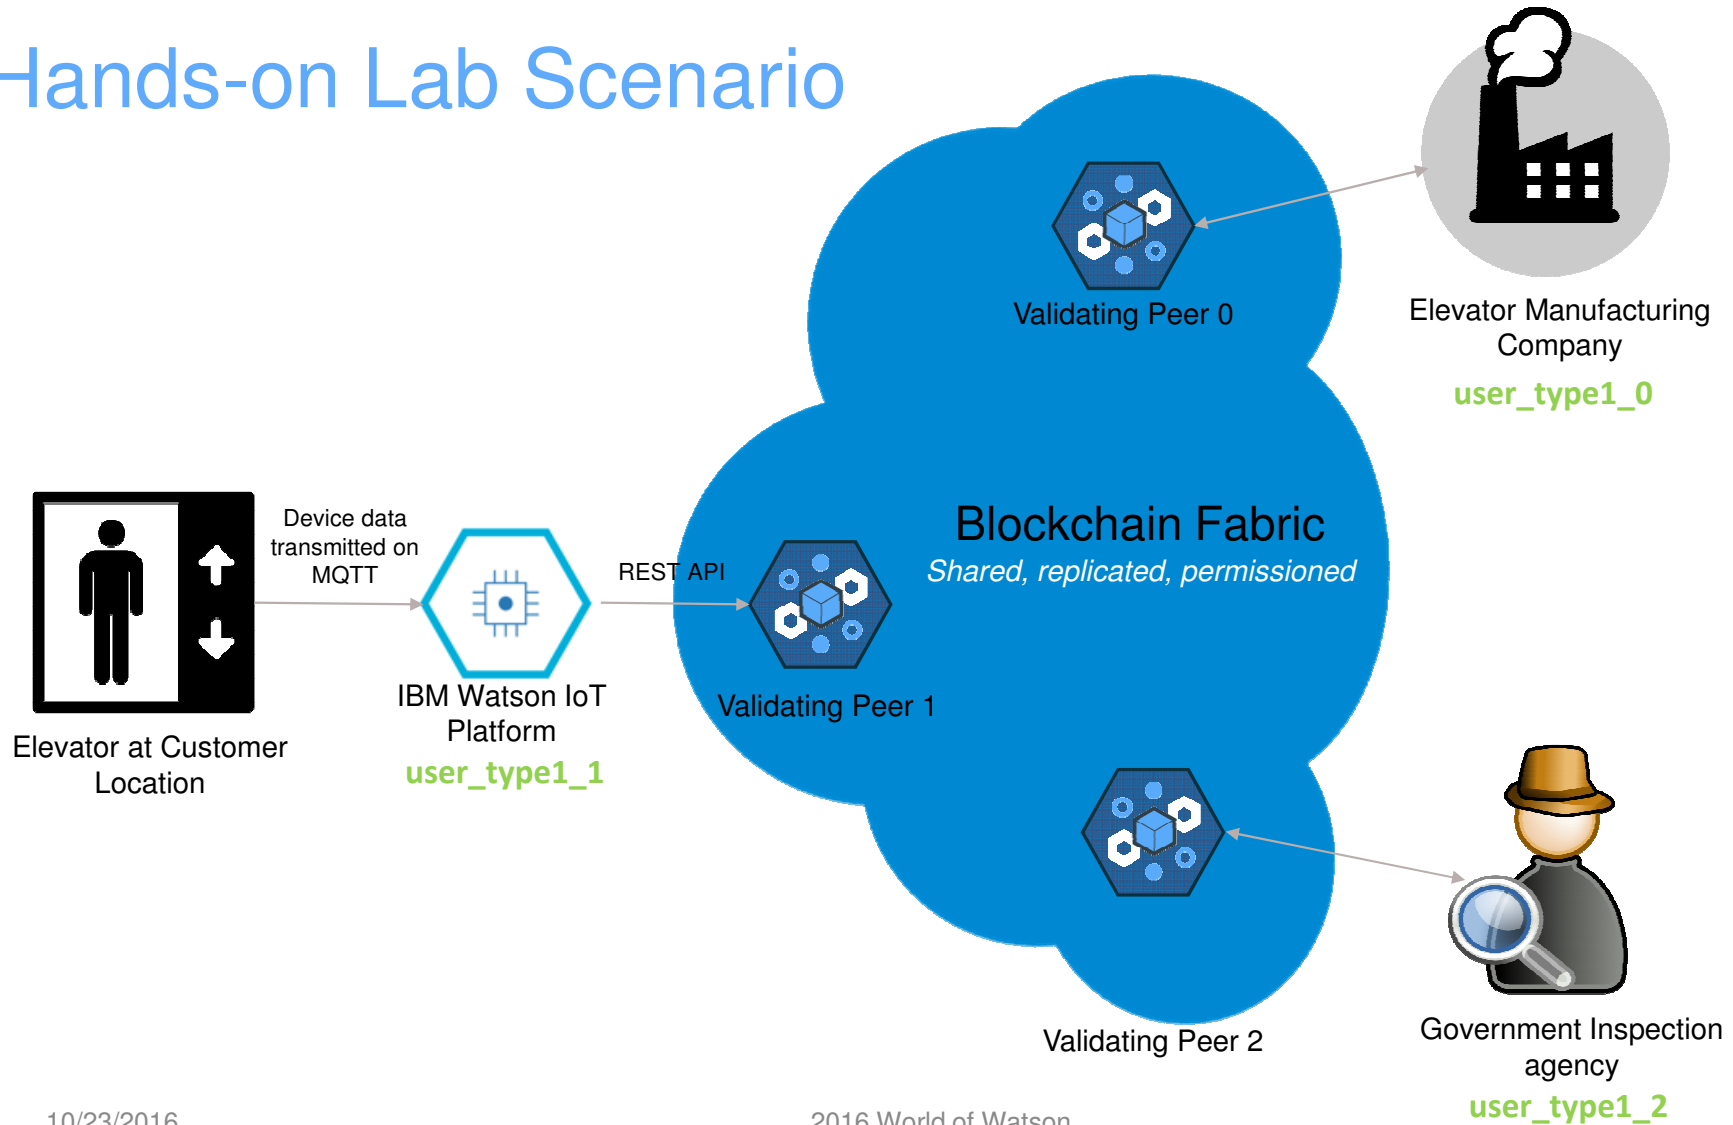 Hands-on Lab Scenario
Validating Peer 0
Elevator Manufacturing
Company
user_type1_0
Device data
transmitted on
MQTT
REST API
Blockchain Fabric
Shared, replicated, permissioned
IBM Watson IoT
Platform
user_type1_1
Validating Peer 1
Elevator at Customer
Location
Validating Peer 2
Government Inspection
agency
user_type1_2
10/23/2016
2016 World of Watson